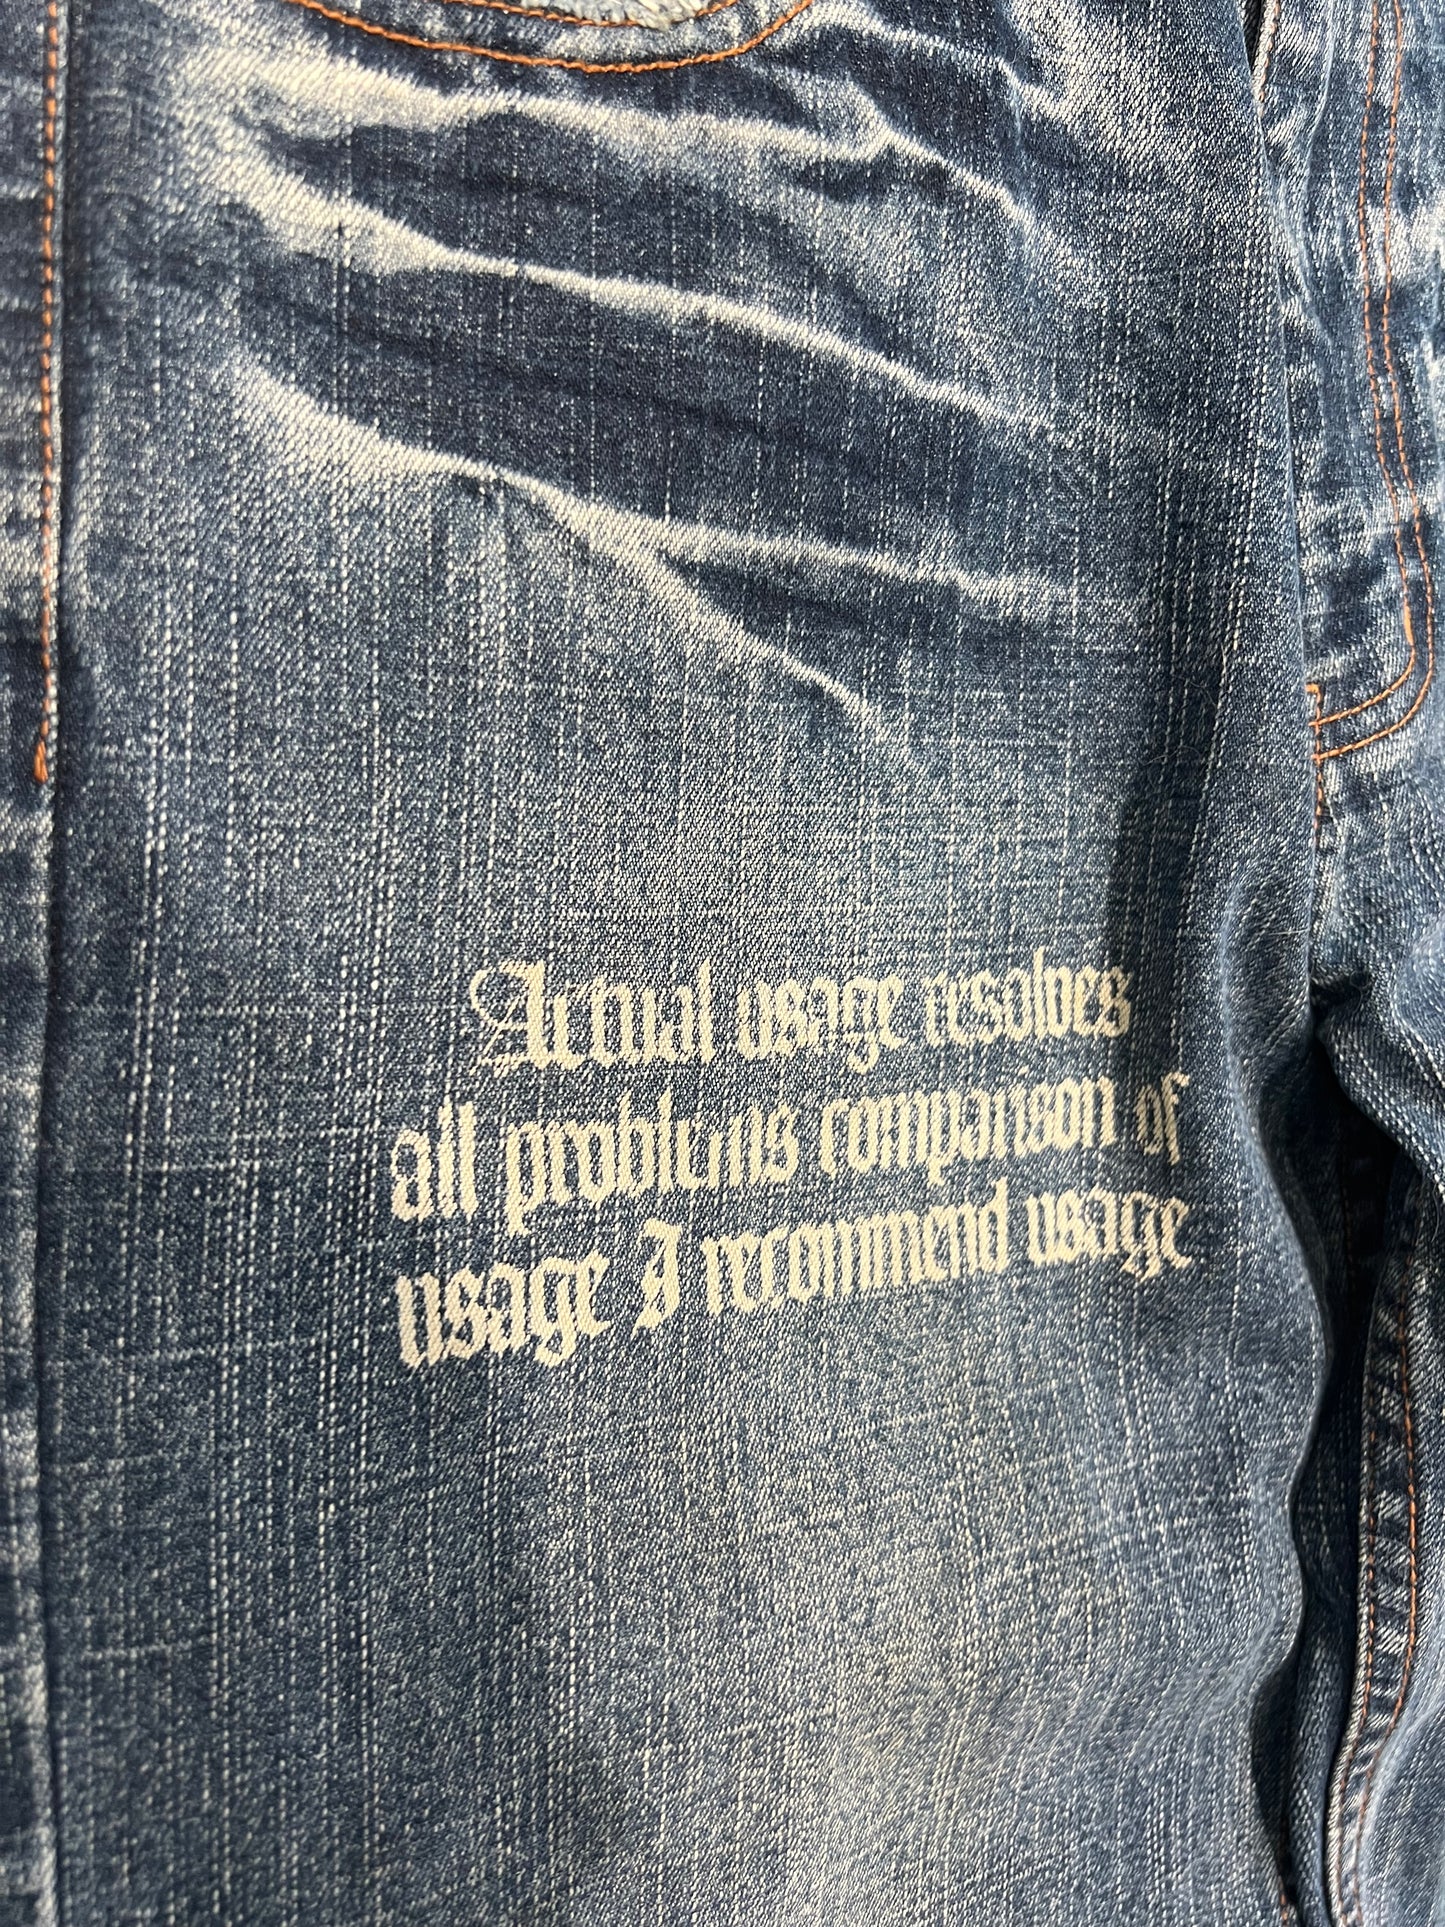 Actual usage resolves
all problems comparison of
usage I recommend usage